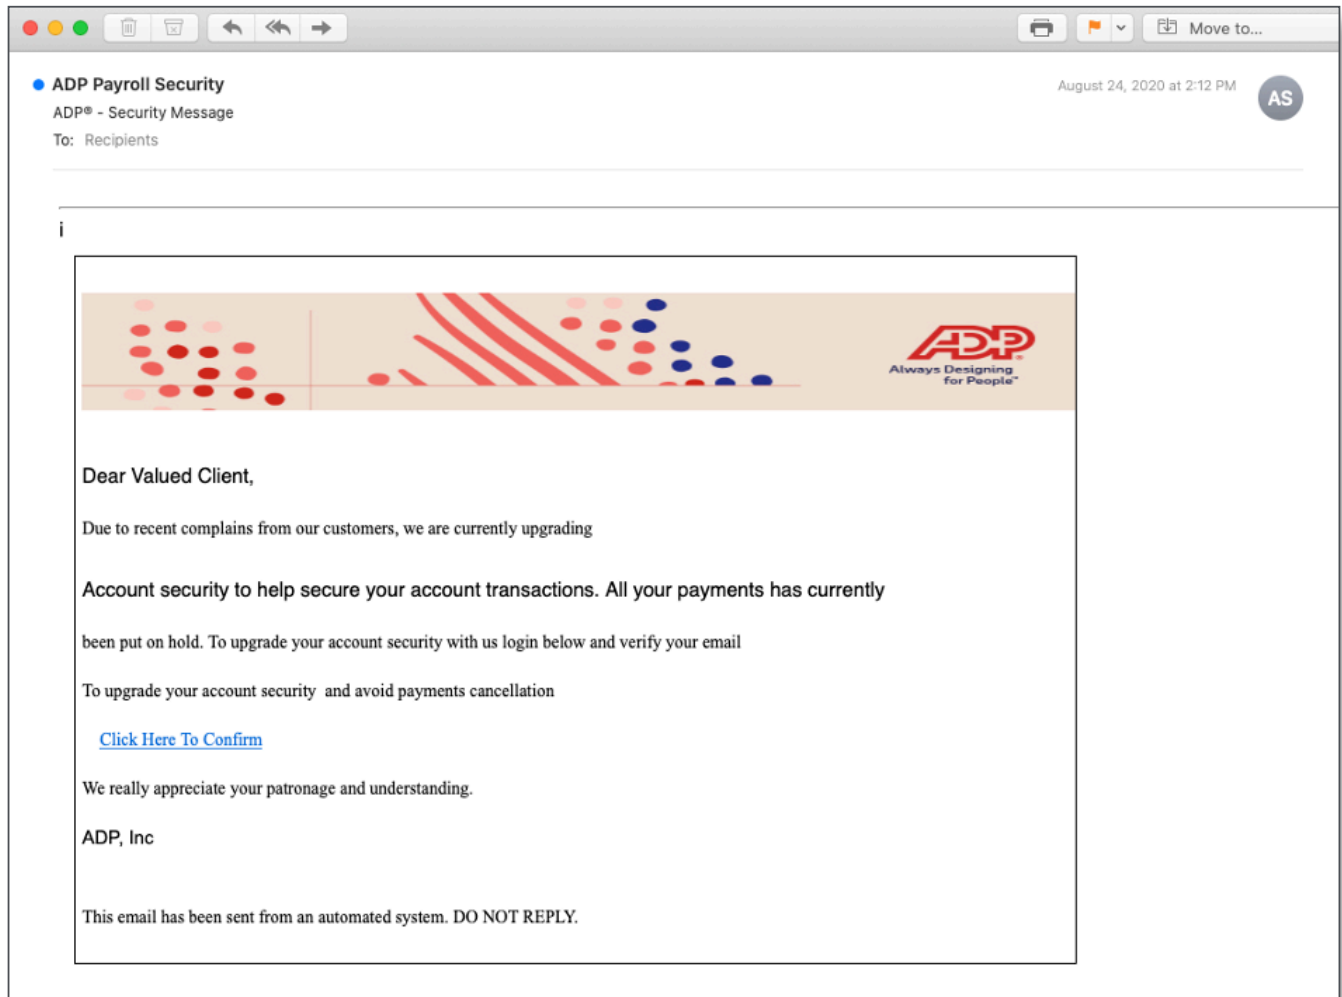 Move to...
ADP Payroll Security
August 24, 2020 at 2:12 PM
AS
ADP® - Security Message
To: Recipients
i
ADP®
Always Designing
for People™
Dear Valued Client,
Due to recent complains from our customers, we are currently upgrading
Account security to help secure your account transactions. All your payments has currently
been put on hold. To upgrade your account security with us login below and verify your email
To upgrade your account security  and avoid payments cancellation
Click Here To Confirm
We really appreciate your patronage and understanding.
ADP, Inc
This email has been sent from an automated system. DO NOT REPLY.